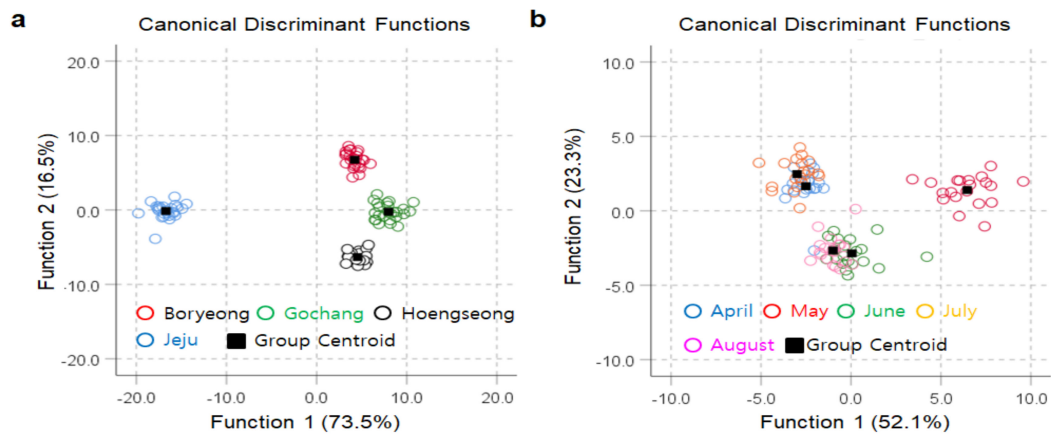 a
Canonical Discriminant Functions
Function 2 (16.5%)
20.0
10.0
0.0
-10.0
-20.0
Boryeong Gochang Hoengseong
Jeju Group Centroid
-20.0 -10.0 0.0 10.0 20.0
Function 1 (73.5%)
b
Canonical Discriminant Functions
Function 2 (23.3%)
10.0
5.0
0.0
-5.0
-10.0
April May June July
August Group Centroid
-10.0 -5.0 0.0 5.0 10.0
Function 1 (52.1%)